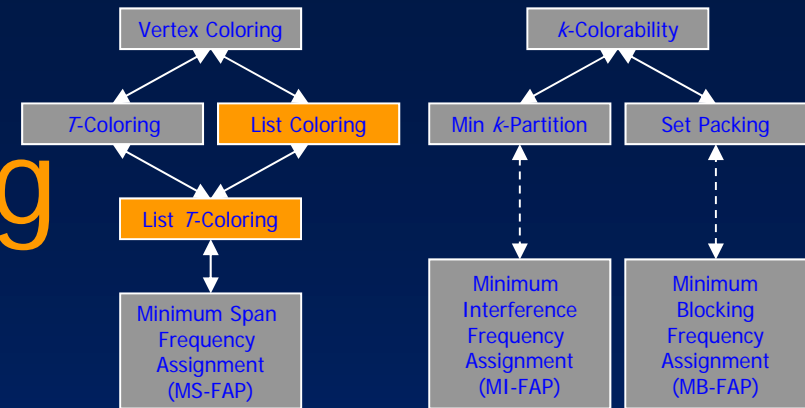 Vertex Coloring
k-Colorability
T-Coloring
List Coloring
Min k-Partition
Set Packing
g
List T-Coloring
Minimum Span
Frequency
Assignment
(MS-FAP)
Minimum
Interference
Frequency
Assignment
(MI-FAP)
Minimum
Blocking
Frequency
Assignment
(MB-FAP)